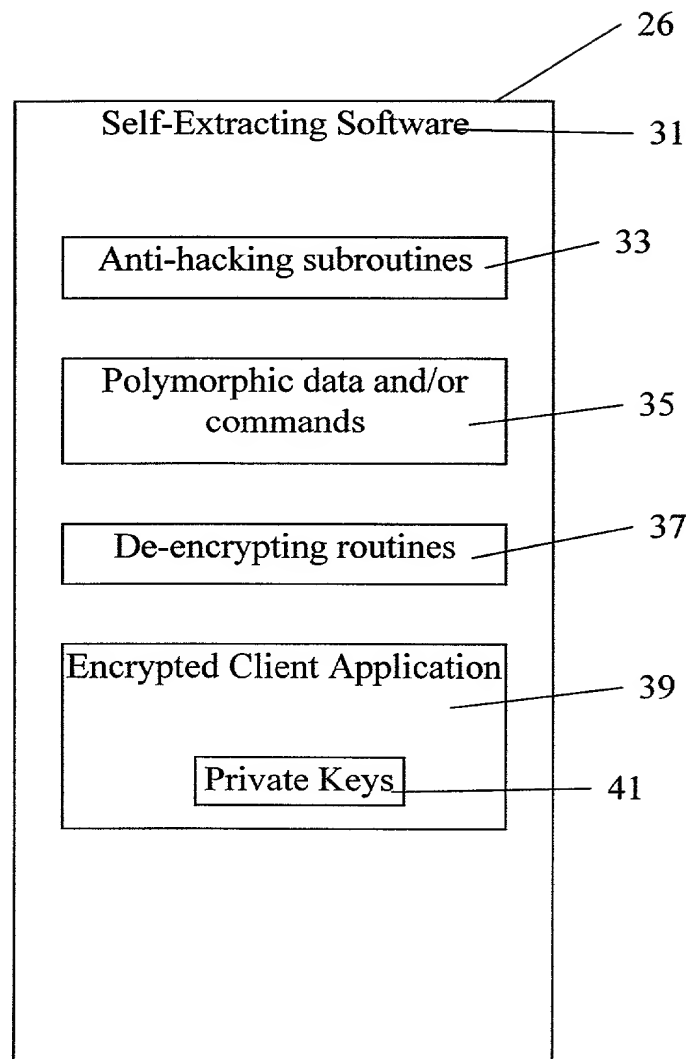 26
Self-Extracting Software
31
Anti-hacking subroutines
33
Polymorphic data and/or
commands
35
De-encrypting routines
37
Encrypted Client Application
39
Private Keys
41